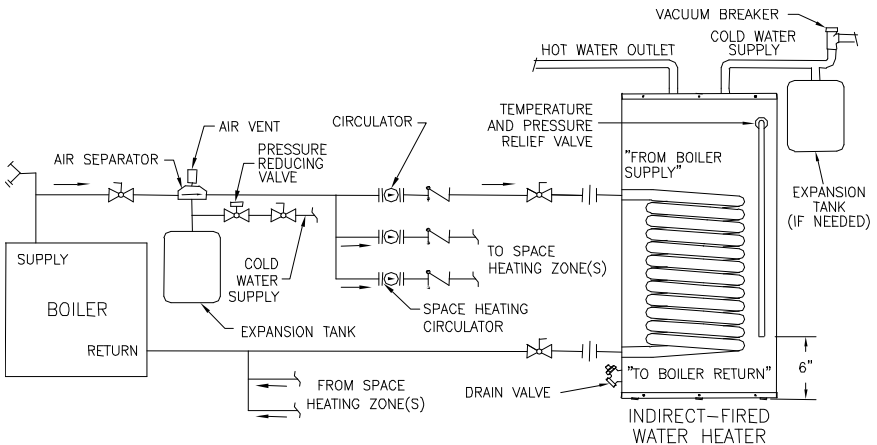 VACUUM BREAKER
HOT WATER OUTLET
COLD WATER
SUPPLY
TEMPERATURE
AND PRESSURE
RELIEF VALVE
CIRCULATOR
AIR VENT
PRESSURE
REDUCING
VALVE
AIR SEPARATOR
"FROM BOILER
SUPPLY"
EXPANSION
TANK
(IF NEEDED)
SUPPLY
BOILER
RETURN
COLD
WATER
SUPPLY
TO SPACE
HEATING ZONE(S)
SPACE HEATING
CIRCULATOR
EXPANSION TANK
FROM SPACE
HEATING ZONE(S)
DRAIN VALVE
"TO BOILER RETURN"
6"
INDIRECT-FIRED
WATER HEATER